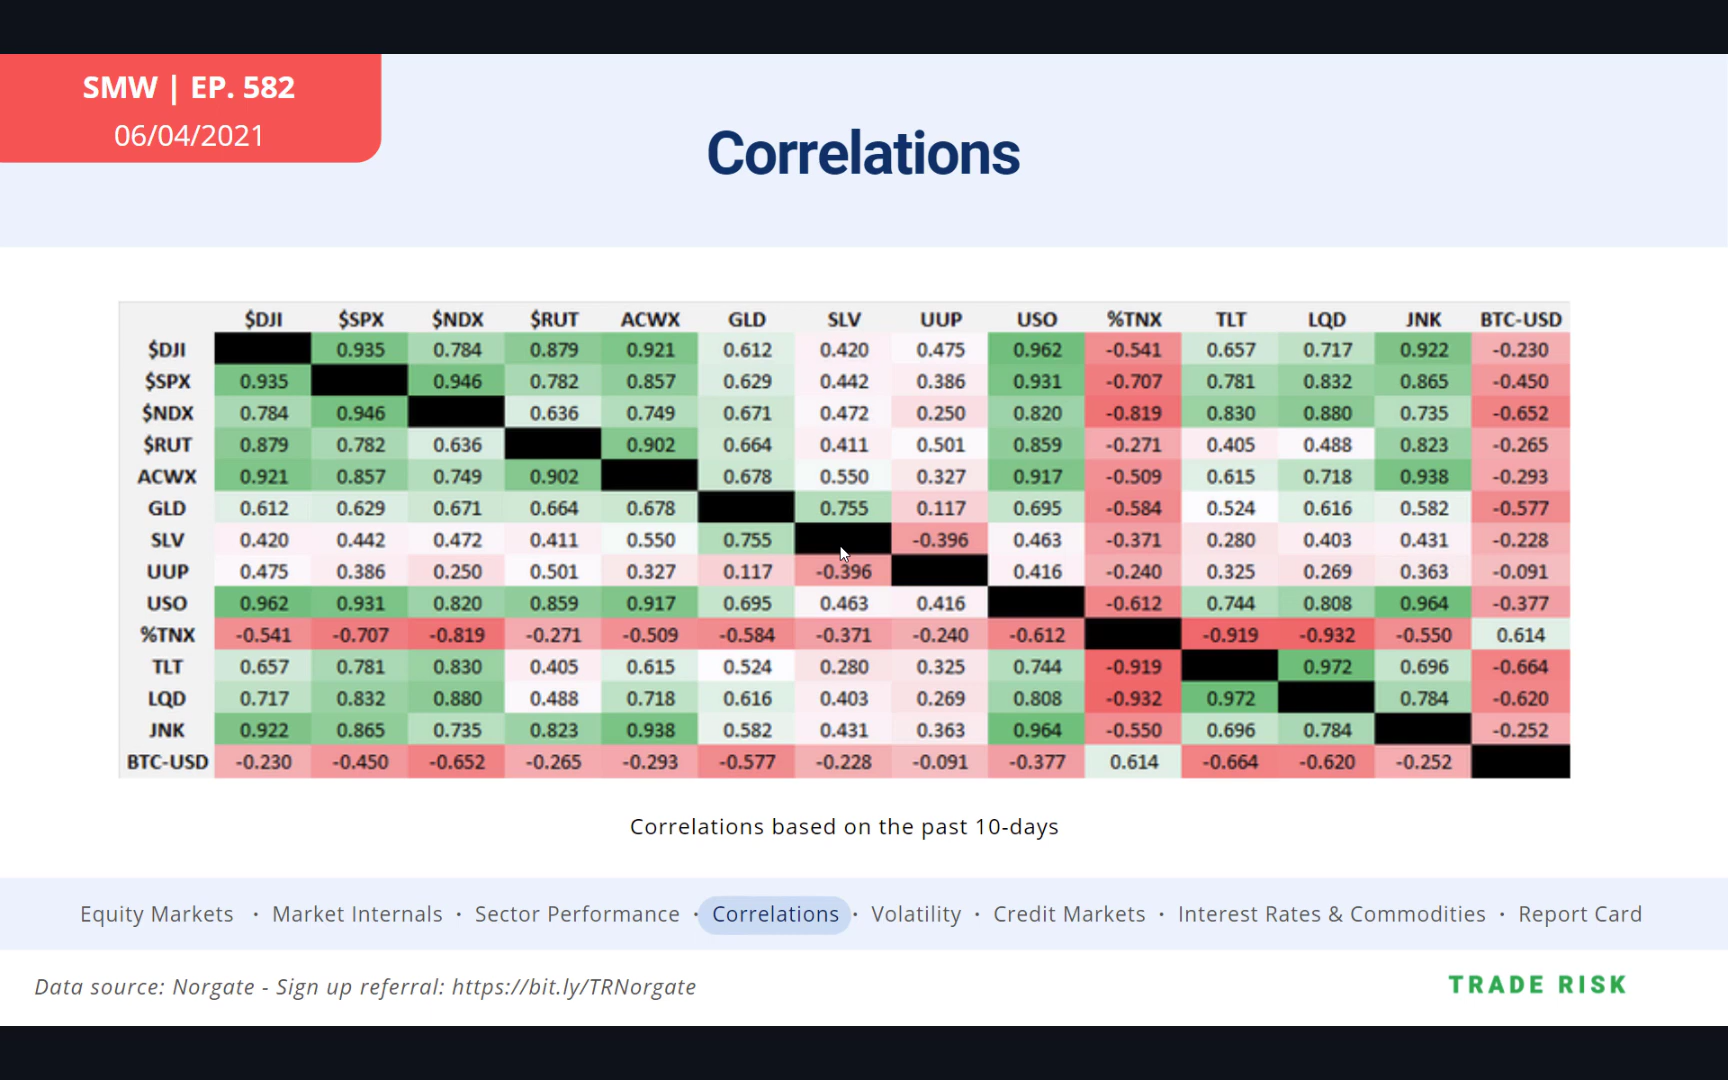 SMW | EP. 582
06/04/2021
Correlations
$DJI $SPX $NDX $RUT ACWX GLD SLV UUP USO %TNX TLT LQD JNK BTC-USD
$DJI 0.935 0.784 0.879 0.921 0.612 0.420 0.475 0.962 -0.541 0.657 0.717 0.922 -0.230
$SPX 0.935 0.946 0.782 0.857 0.629 0.442 0.386 0.931 -0.707 0.781 0.832 0.865 -0.450
$NDX 0.784 0.946 0.636 0.749 0.671 0.472 0.250 0.820 -0.819 0.830 0.880 0.735 -0.652
$RUT 0.879 0.782 0.636 0.902 0.664 0.411 0.501 0.859 -0.271 0.405 0.488 0.823 -0.265
ACWX 0.921 0.857 0.749 0.902 0.678 0.550 0.327 0.917 -0.509 0.615 0.718 0.938 -0.293
GLD 0.612 0.629 0.671 0.664 0.678 0.755 0.117 0.695 -0.584 0.524 0.616 0.582 -0.577
SLV 0.420 0.442 0.472 0.411 0.550 0.755 -0.396 0.463 -0.371 0.280 0.403 0.431 -0.228
UUP 0.475 0.386 0.250 0.501 0.327 0.117 -0.396 0.416 -0.240 0.325 0.269 0.363 -0.091
USO 0.962 0.931 0.820 0.859 0.917 0.695 0.463 0.416 -0.612 0.744 0.808 0.964 -0.377
%TNX -0.541 -0.707 -0.819 -0.271 -0.509 -0.584 -0.371 -0.240 -0.612 -0.919 -0.932 -0.550 0.614
TLT 0.657 0.781 0.830 0.405 0.615 0.524 0.280 0.325 0.744 -0.919 0.972 0.696 -0.664
LQD 0.717 0.832 0.880 0.488 0.718 0.616 0.403 0.269 0.808 -0.932 0.972 0.784 -0.620
JNK 0.922 0.865 0.735 0.823 0.938 0.582 0.431 0.363 0.964 -0.550 0.696 0.784 -0.252
BTC-USD -0.230 -0.450 -0.652 -0.265 -0.293 -0.577 -0.228 -0.091 -0.377 0.614 -0.664 -0.620 -0.252
Correlations based on the past 10-days
Equity Markets · Market Internals · Sector Performance · Correlations · Volatility · Credit Markets · Interest Rates & Commodities · Report Card
Data source: Norgate - Sign up referral: https://bit.ly/TRNorgate
TRADE RISK